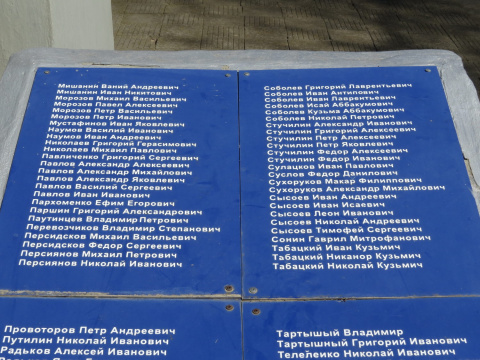 Мишанин Ваний Андреевич
Мишанин Иван Никитович
Морозов Михаил Васильевич
Морозов Павел Алексеевич
Морозов Петр Васильевич
Морозов Петр Иванович
Мустафинов Иван Яковлевич
Наумов Василий Иванович
Наумов Иван Андреевич
Николаев Григорий Герасимович
Николаев Михаил Павлович
Павличенко Григорий Сергеевич
Павлов Александр Алексеевич
Павлов Александр Михайлович
Павлов Александр Яковлевич
Павлов Василий Сергеевич
Павлов Иван Иванович
Пархоменко Ефим Егорович
Паршин Григорий Александрович
Паутинцев Владимир Петрович
Перевозчиков Владимир Степанович
Персидсков Михаил Васильевич
Персидсков Федор Сергеевич
Персиянов Михаил Петрович
Персиянов Николай Иванович
Соболев Григорий Лаврентьевич
Соболев Иван Антипович
Соболев Иван Лаврентьевич
Соболев Исай Аббакумович
Соболев Кузьма Аббакумович
Соболев Николай Петрович
Стучилин Александр Иванович
Стучилин Григорий Алексеевич
Стучилин Петр Алексеевич
Стучилин Петр Яковлевич
Стучилин Федор Алексеевич
Стучилин Федор Иванович
Сулацков Иван Павлович
Суслов Федор Данилович
Сухоруков Макар Филиппович
Сухоруков Александр Михайлович
Сысоев Иван Андреевич
Сысоев Иван Исаевич
Сысоев Леон Иванович
Сысоев Николай Андреевич
Сысоев Тимофей Сергеевич
Сонин Гаврил Митрофанович
Табацкий Иван Кузьмич
Табацкий Никанор Кузьмич
Табацкий Николай Кузьмич
Провоторов Петр Андреевич
Путилин Николай Иванович
Радьков Алексей Иванович
Тартышый Владимир
Тартышный Григорий Иванович
Телепенко Николай Иванович